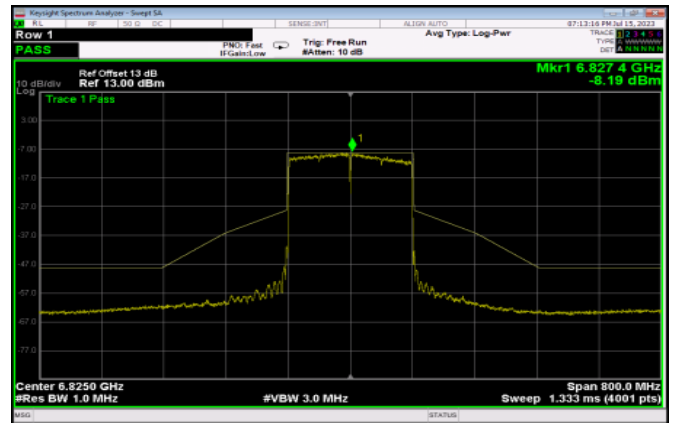 Keysight Spectrum Analyzer - Swept SA
RL RF 50 Ω DC SENSE:INT ALIGN AUTO 07:13:16 PM Jul 15, 2023
Row 1 Avg Type: Log-Pwr TRACE 1 2 3 4 5 6
PASS PNO: Fast Trig: Free Run TYPE A WWWWW
IFGain:Low #Atten: 10 dB DET A N N N N N
Mkr1 6.827 4 GHz
Ref Offset 13 dB
10 dB/div Ref 13.00 dBm -8.19 dBm
Log
Trace 1 Pass
3.00
1
-7.00
-17.0
-27.0
-37.0
-47.0
-57.0
-67.0
-77.0
Center 6.8250 GHz Span 800.0 MHz
#Res BW 1.0 MHz #VBW 3.0 MHz Sweep 1.333 ms (4001 pts)
MSG STATUS